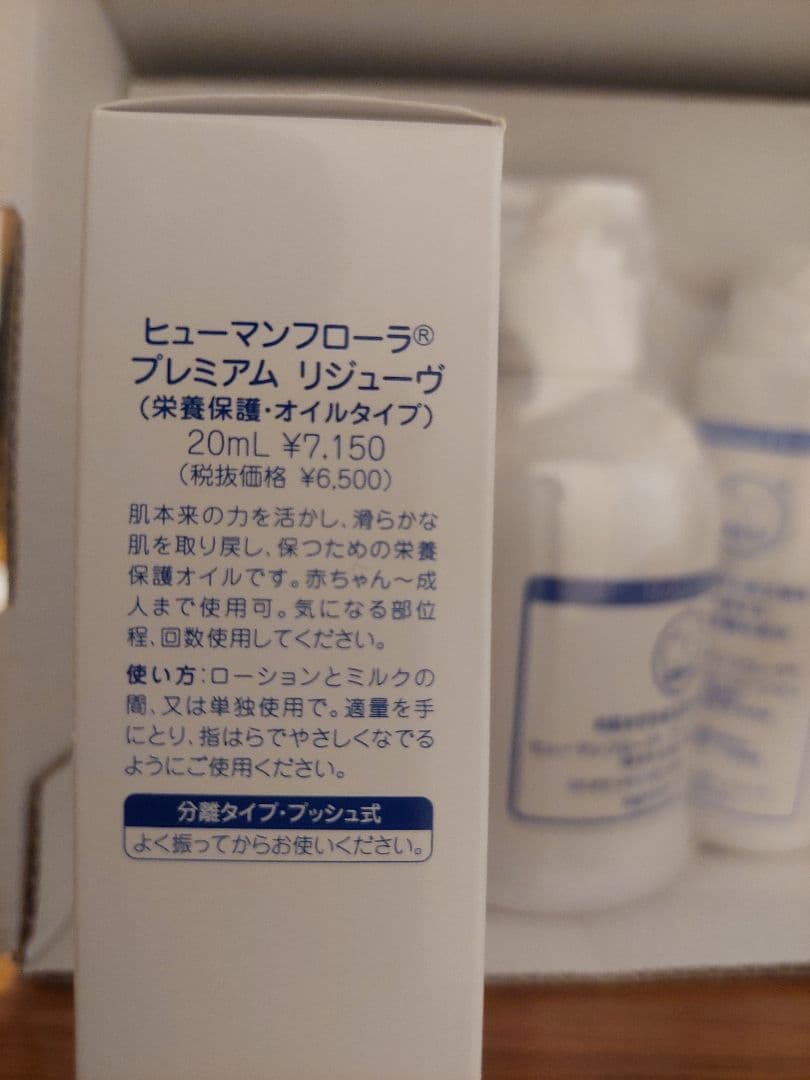 ヒューマンフローラ®
プレミアム リジューヴ
（栄養保護・オイルタイプ）
20mL ¥7,150
（税抜価格 ¥6,500）
肌本来の力を活かし、滑らかな
肌を取り戻し、保つための栄養
保護オイルです。赤ちゃん〜成
人まで使用可。気になる部位
程、回数使用してください。
使い方：ローションとミルクの
間、又は単独使用で。適量を手
にとり、指はらでやさしくなでる
ようにご使用ください。
分離タイプ・プッシュ式
よく振ってからお使いください。